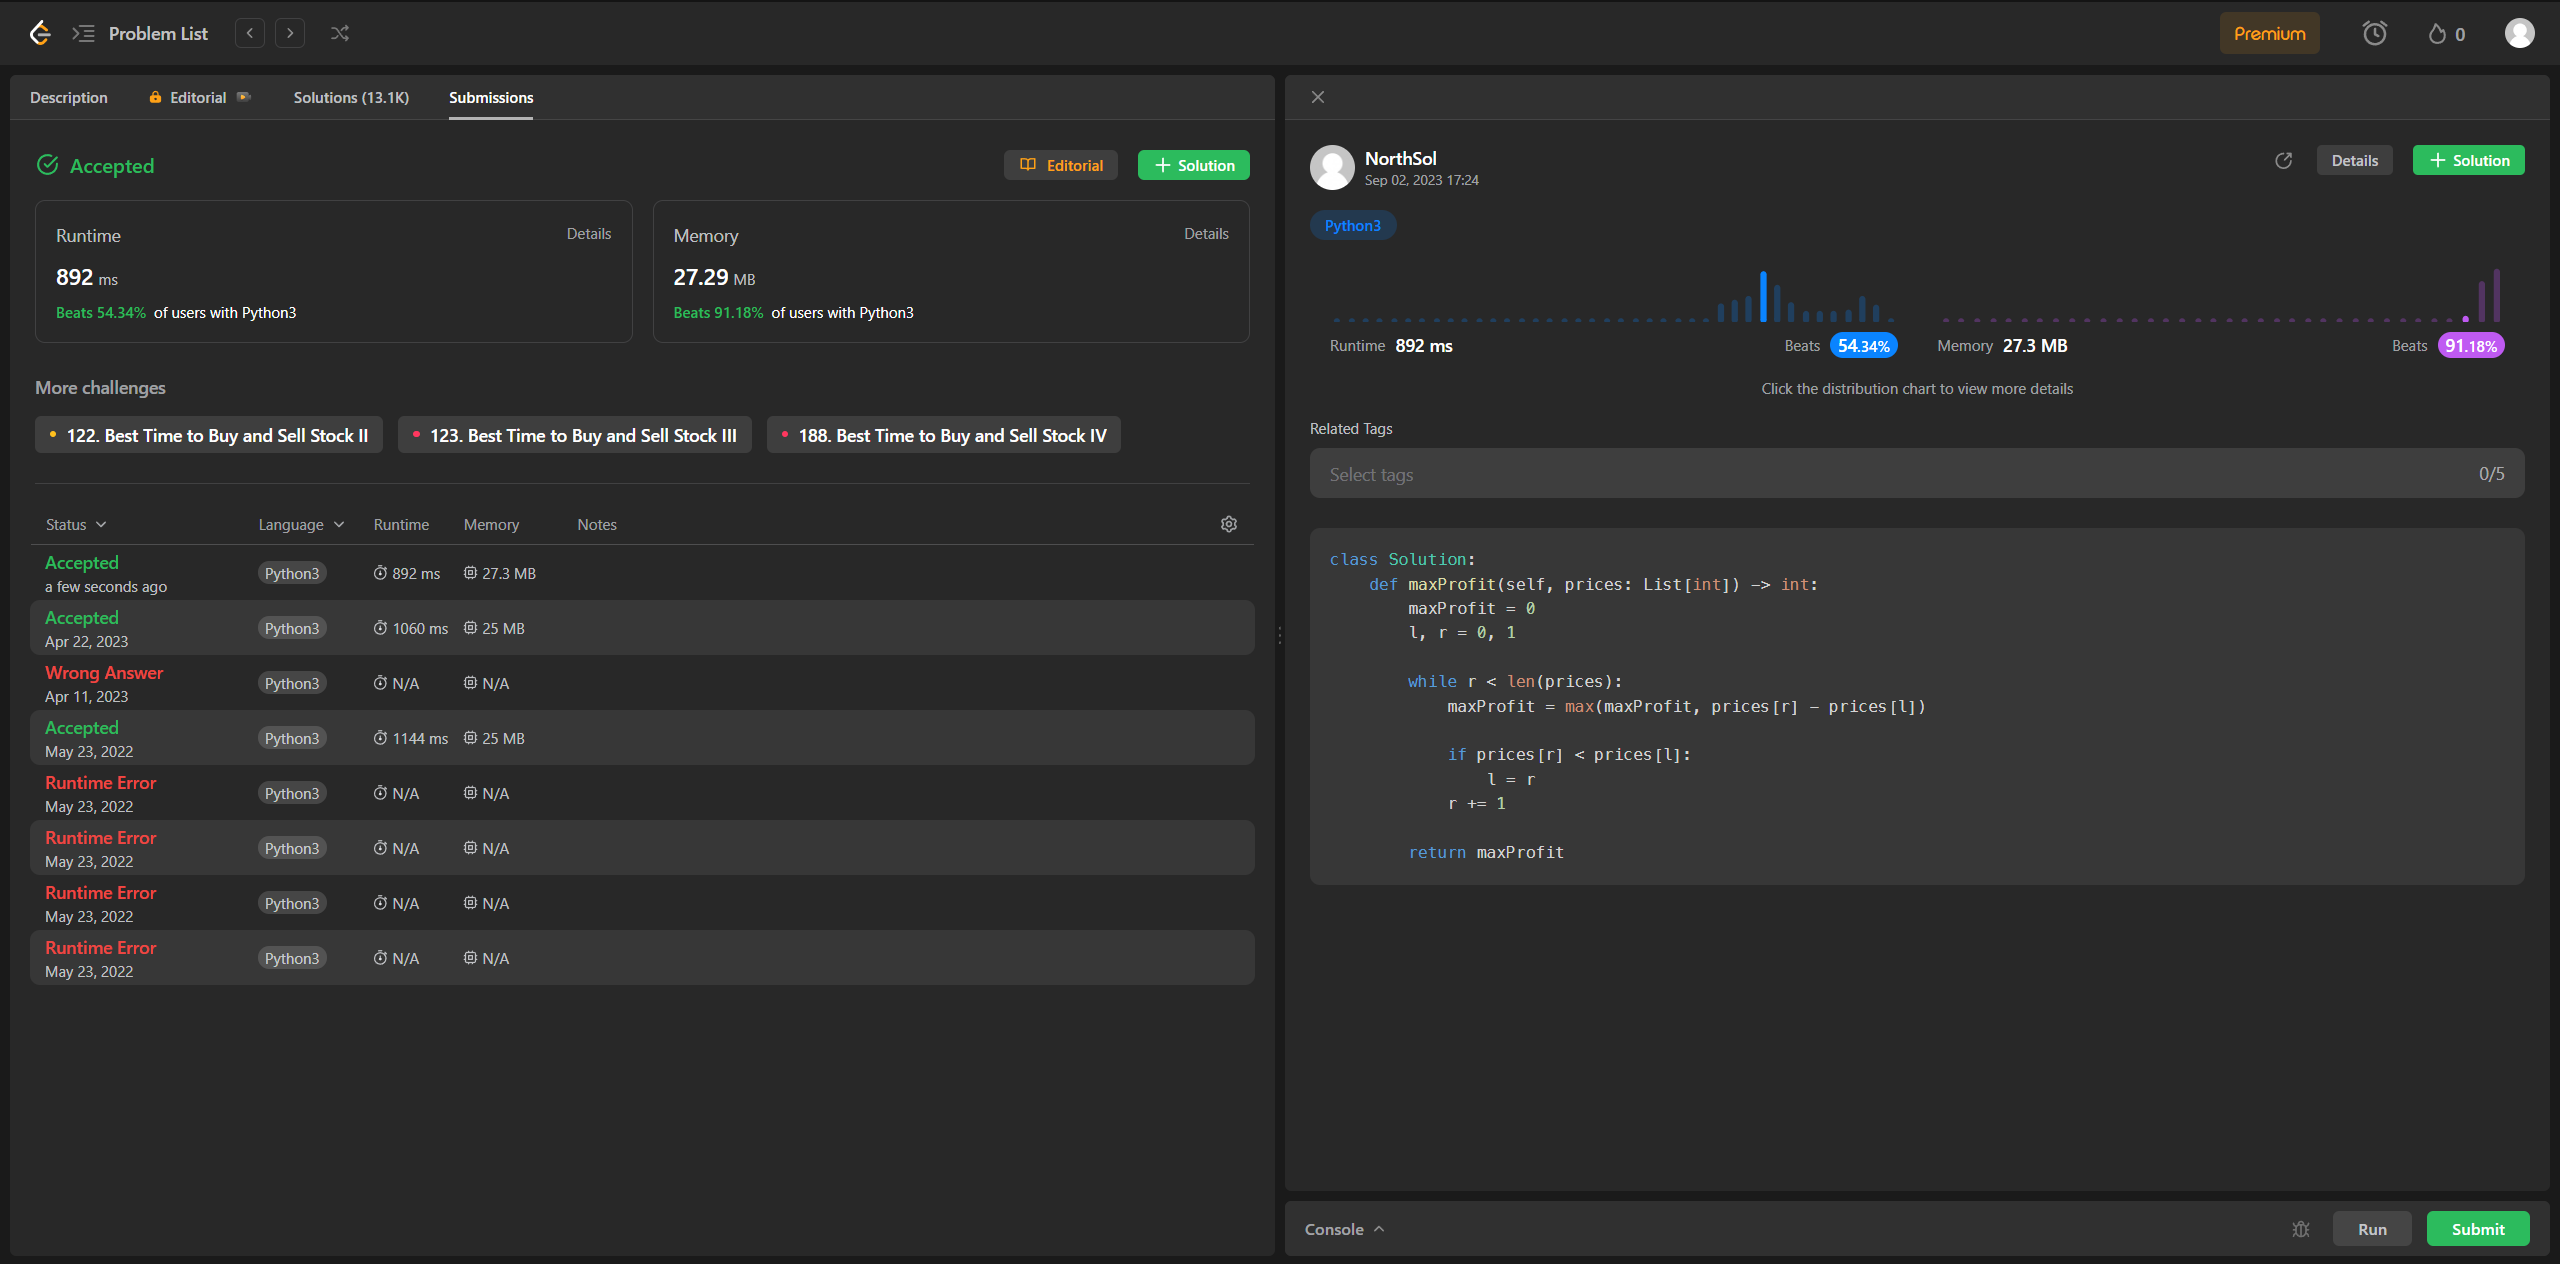 Problem List
Premium
0
Description
Editorial
Solutions (13.1K)
Submissions
Accepted
Editorial
Solution
Runtime
Details
892 ms
Beats 54.34% of users with Python3
Memory
Details
27.29 MB
Beats 91.18% of users with Python3
More challenges
122. Best Time to Buy and Sell Stock II
123. Best Time to Buy and Sell Stock III
188. Best Time to Buy and Sell Stock IV
Status Language Runtime Memory Notes
Accepted
a few seconds ago
Python3 892 ms 27.3 MB
Accepted
Apr 22, 2023
Python3 1060 ms 25 MB
Wrong Answer
Apr 11, 2023
Python3 N/A N/A
Accepted
May 23, 2022
Python3 1144 ms 25 MB
Runtime Error
May 23, 2022
Python3 N/A N/A
Runtime Error
May 23, 2022
Python3 N/A N/A
Runtime Error
May 23, 2022
Python3 N/A N/A
Runtime Error
May 23, 2022
Python3 N/A N/A
NorthSol
Sep 02, 2023 17:24
Details
Solution
Python3
Runtime 892 ms Beats 54.34%
Memory 27.3 MB Beats 91.18%
Click the distribution chart to view more details
Related Tags
Select tags 0/5
class Solution:
    def maxProfit(self, prices: List[int]) -> int:
        maxProfit = 0
        l, r = 0, 1
        while r < len(prices):
            maxProfit = max(maxProfit, prices[r] - prices[l])
            if prices[r] < prices[l]:
                l = r
            r += 1
        return maxProfit
Console
Run
Submit